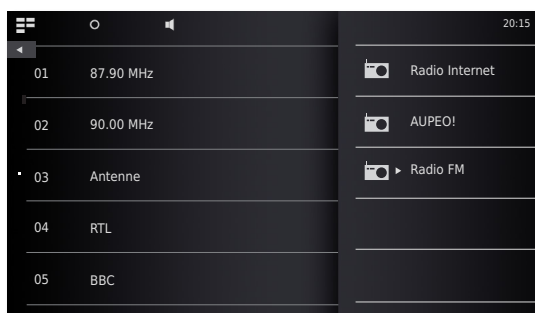 20:15
01 87.90 MHz
02 90.00 MHz
03 Antenne
04 RTL
05 BBC
Radio Internet
AUPEO!
Radio FM